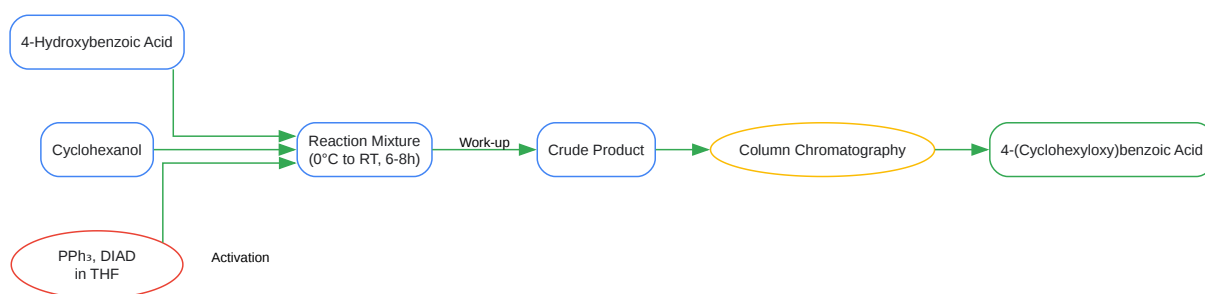 4-Hydroxybenzoic Acid
Cyclohexanol
PPh₃, DIAD
in THF
Activation
Reaction Mixture
(0°C to RT, 6-8h)
Work-up
Crude Product
Column Chromatography
4-(Cyclohexyloxy)benzoic Acid